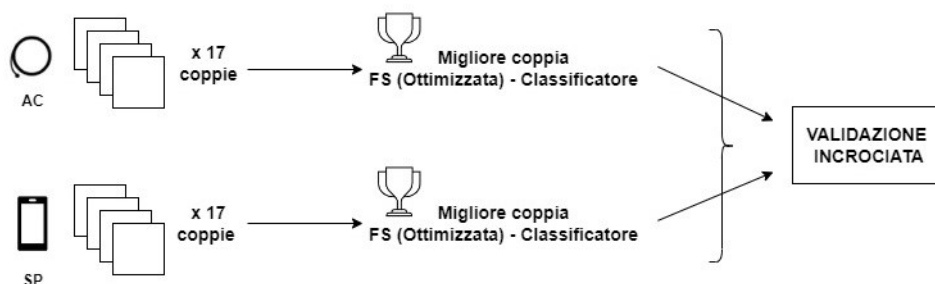 x 17
coppie
AC
Migliore coppia
FS (Ottimizzata) - Classificatore
VALIDAZIONE
INCROCIATA
x 17
coppie
SP
Migliore coppia
FS (Ottimizzata) - Classificatore